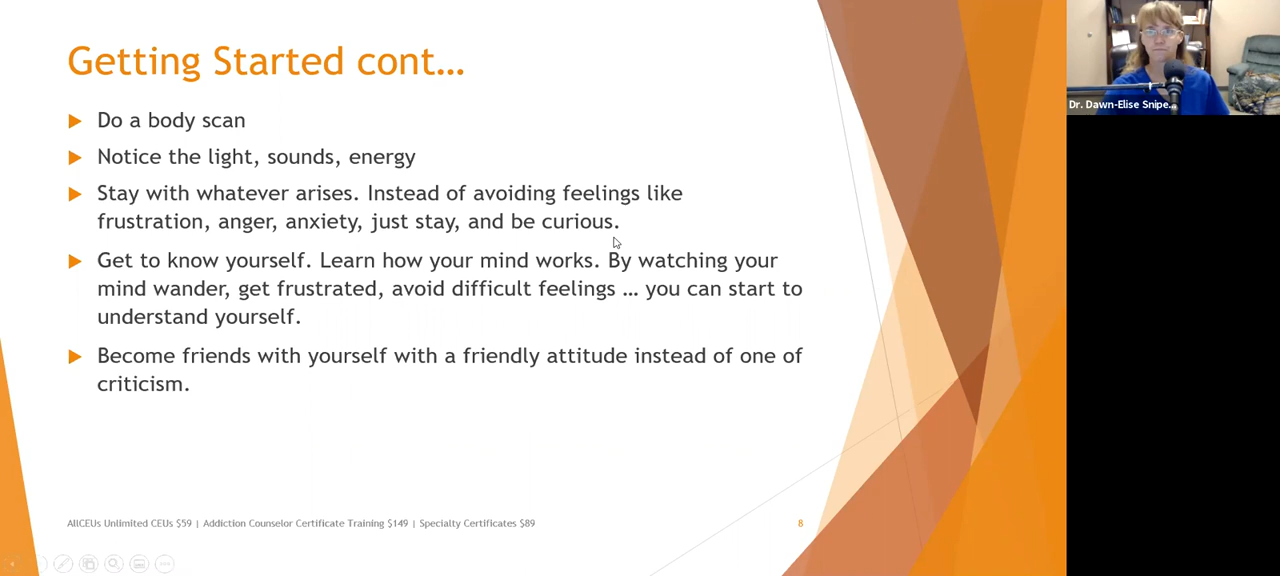 Getting Started cont…
Do a body scan
Notice the light, sounds, energy
Stay with whatever arises. Instead of avoiding feelings like
frustration, anger, anxiety, just stay, and be curious.
Get to know yourself. Learn how your mind works. By watching your
mind wander, get frustrated, avoid difficult feelings … you can start to
understand yourself.
Become friends with yourself with a friendly attitude instead of one of
criticism.
AllCEUs Unlimited CEUs $59 | Addiction Counselor Certificate Training $149 | Specialty Certificates $89
8
Dr. Dawn-Elise Snipe...